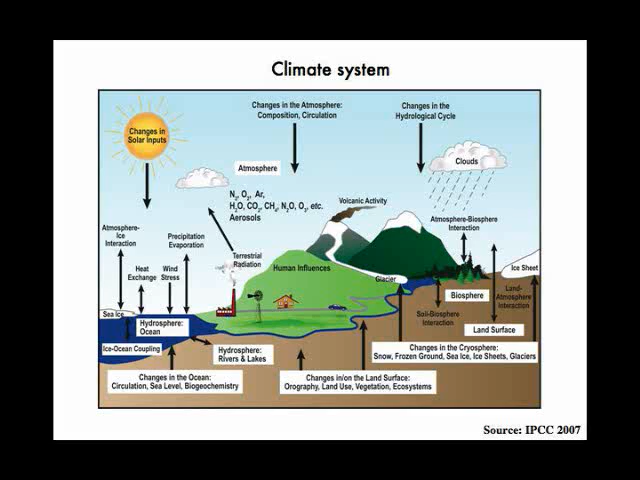 Climate system
Changes in
Solar Inputs
Changes in the Atmosphere:
Composition, Circulation
Changes in the
Hydrological Cycle
Atmosphere
Clouds
N₂, O₂, Ar,
H₂O, CO₂, CH₄, N₂O, O₃, etc.
Aerosols
Volcanic Activity
Atmosphere-Biosphere
Interaction
Atmosphere-
Ice
Interaction
Precipitation
Evaporation
Terrestrial
Radiation
Heat
Exchange
Wind
Stress
Human Influences
Glacier
Ice Sheet
Biosphere
Land-
Atmosphere
Interaction
Soil-Biosphere
Interaction
Sea Ice
Hydrosphere:
Ocean
Land Surface
Ice-Ocean Coupling
Hydrosphere:
Rivers & Lakes
Changes in the Cryosphere:
Snow, Frozen Ground, Sea Ice, Ice Sheets, Glaciers
Changes in the Ocean:
Circulation, Sea Level, Biogeochemistry
Changes in/on the Land Surface:
Orography, Land Use, Vegetation, Ecosystems
Source: IPCC 2007